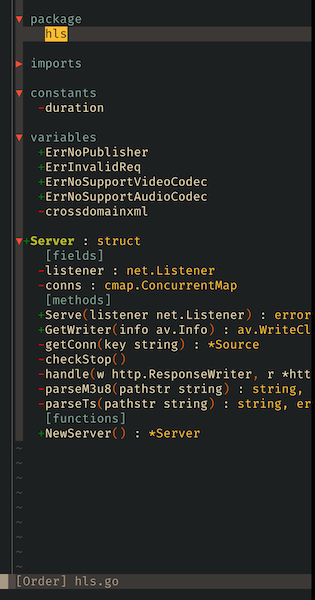 ▼ package
hls
▶ imports
▼ constants
-duration
▼ variables
+ErrNoPublisher
+ErrInvalidReq
+ErrNoSupportVideoCodec
+ErrNoSupportAudioCodec
-crossdomainxml
▼+Server : struct
[fields]
-listener : net.Listener
-conns : cmap.ConcurrentMap
[methods]
+Serve(listener net.Listener) : error
+GetWriter(info av.Info) : av.WriteCl
-getConn(key string) : *Source
-checkStop()
-handle(w http.ResponseWriter, r *htt
-parseM3u8(pathstr string) : string,
-parseTs(pathstr string) : string, er
[functions]
+NewServer() : *Server
~
~
~
~
~
~
~
~
~
[Order] hls.go